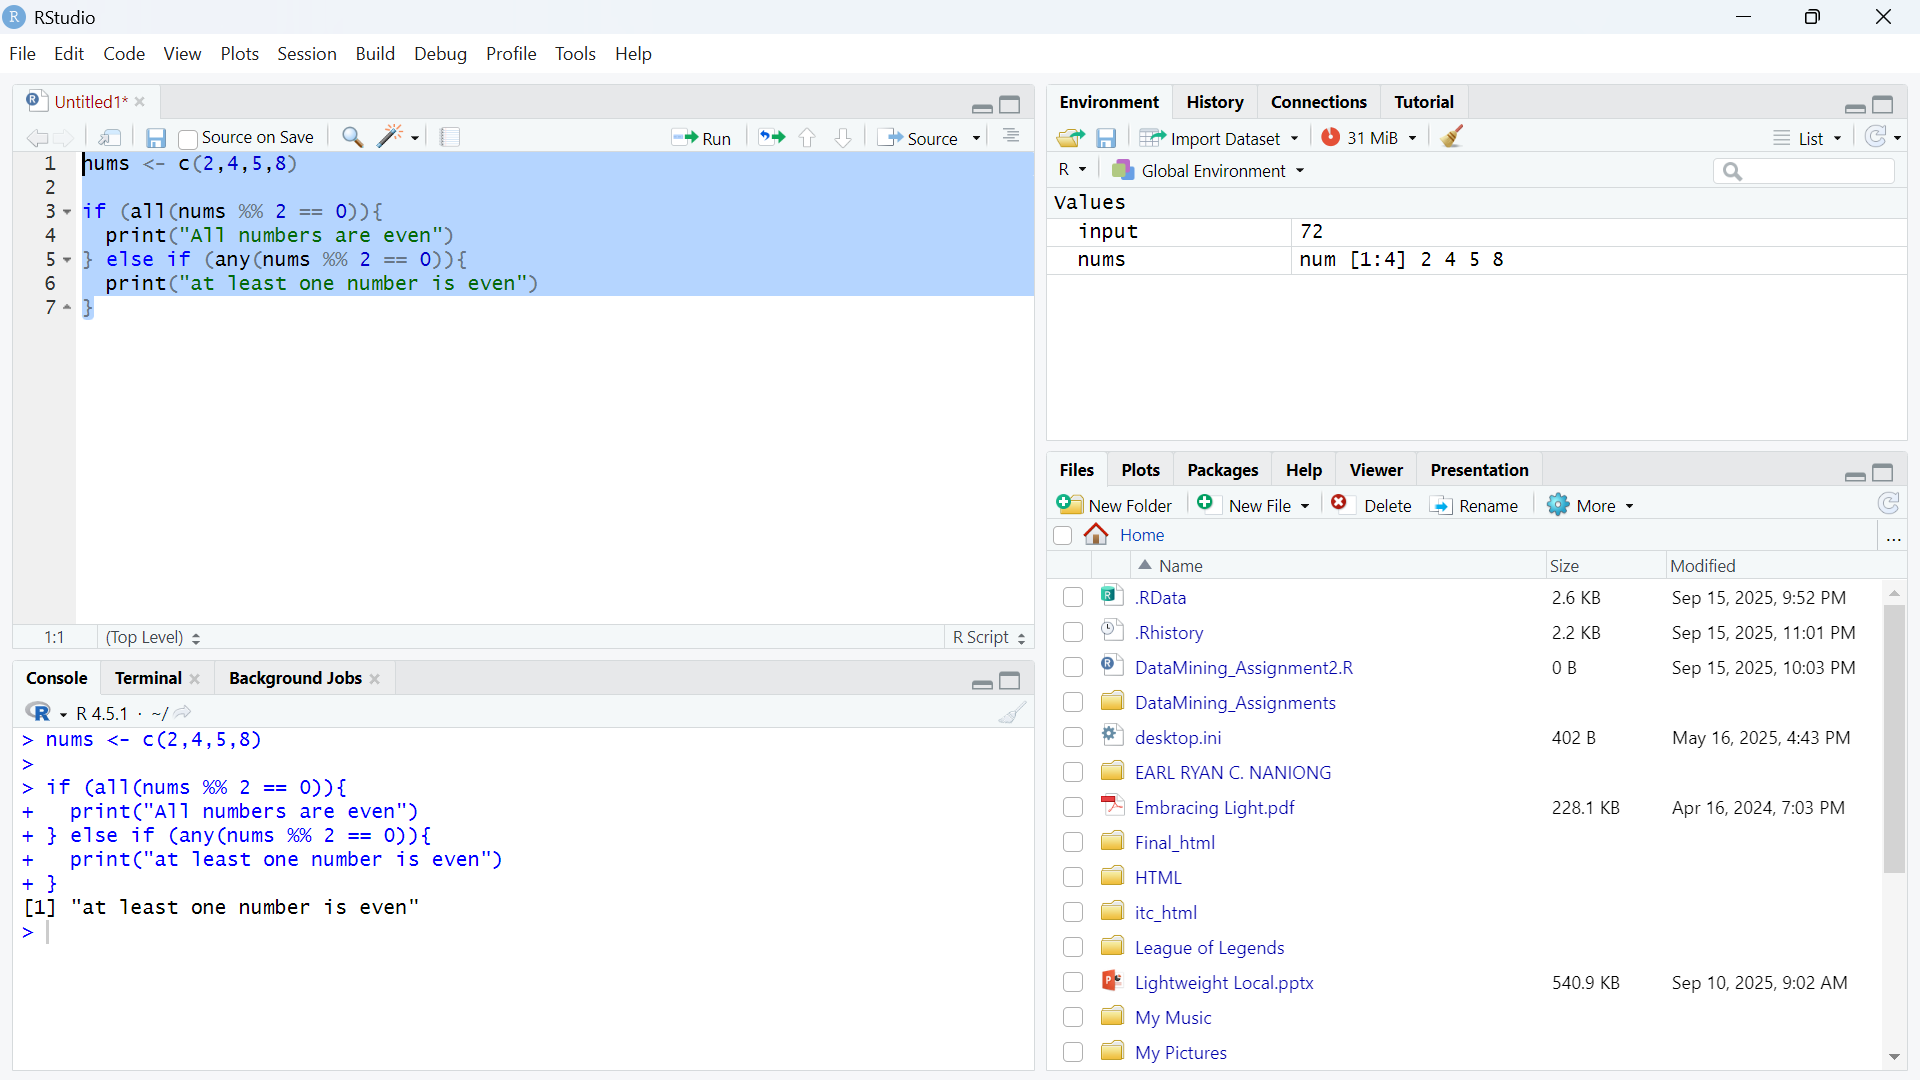 RStudio
File Edit Code View Plots Session Build Debug Profile Tools Help
Untitled1*
Source on Save Run Source
1 nums <- c(2,4,5,8)
2
3 if (all(nums %% 2 == 0)){
4 print("All numbers are even")
5 } else if (any(nums %% 2 == 0)){
6 print("at least one number is even")
7 }
1:1 (Top Level) R Script
Console Terminal Background Jobs
R R 4.5.1 · ~/
> nums <- c(2,4,5,8)
>
> if (all(nums %% 2 == 0)){
+ print("All numbers are even")
+ } else if (any(nums %% 2 == 0)){
+ print("at least one number is even")
+ }
[1] "at least one number is even"
>
Environment History Connections Tutorial
Import Dataset 31 MiB List
R Global Environment
Values
input 72
nums num [1:4] 2 4 5 8
Files Plots Packages Help Viewer Presentation
New Folder New File Delete Rename More
Home ...
Name Size Modified
.RData 2.6 KB Sep 15, 2025, 9:52 PM
.Rhistory 2.2 KB Sep 15, 2025, 11:01 PM
DataMining_Assignment2.R 0 B Sep 15, 2025, 10:03 PM
DataMining_Assignments
desktop.ini 402 B May 16, 2025, 4:43 PM
EARL RYAN C. NANIONG
Embracing Light.pdf 228.1 KB Apr 16, 2024, 7:03 PM
Final_html
HTML
itc_html
League of Legends
Lightweight Local.pptx 540.9 KB Sep 10, 2025, 9:02 AM
My Music
My Pictures